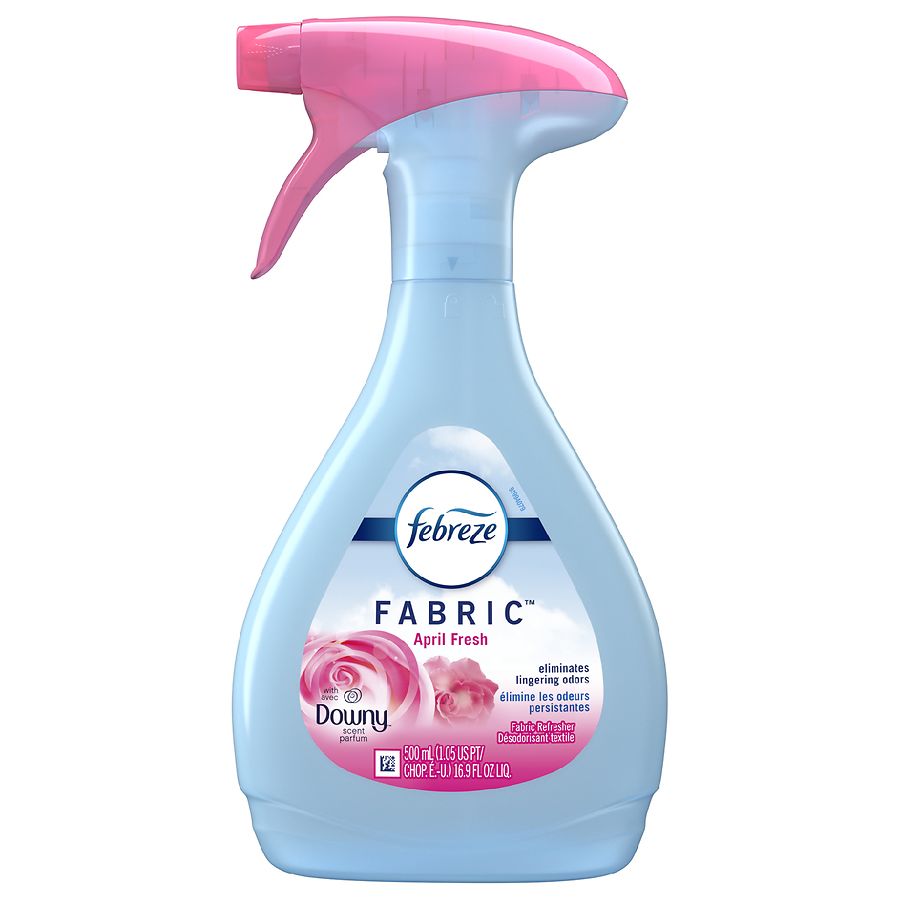 febreze
FABRIC™
April Fresh
eliminates
lingering odors
élimine les odeurs
persistantes
with
avec
Downy
scent
parfum
Fabric Refresher
Désodorisant textile
500 mL (1.05 US PT/
CHOP. É.-U.) 16.9 FL OZ LIQ.